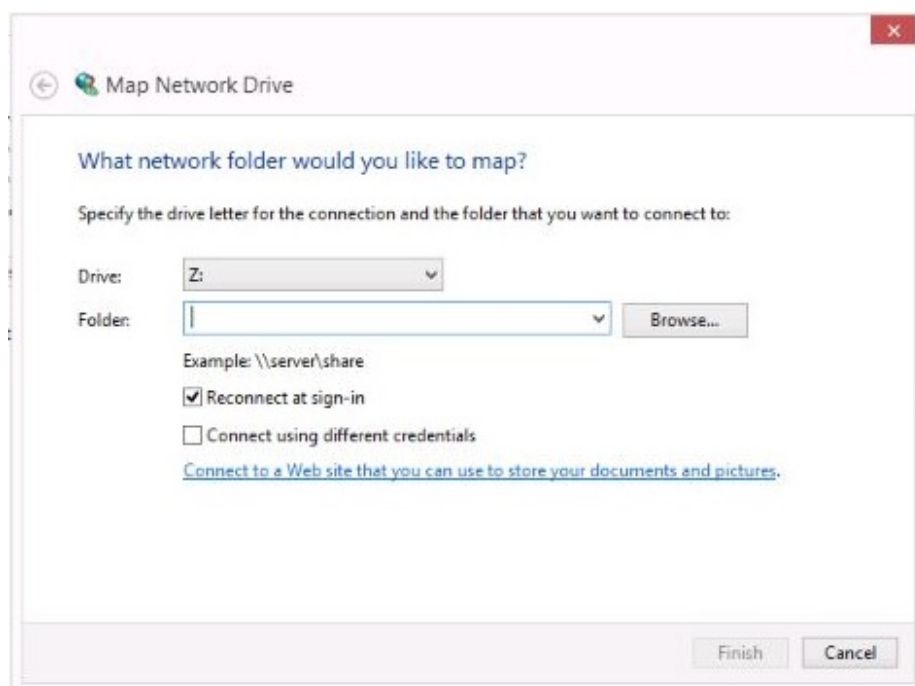 Map Network Drive
What network folder would you like to map?
Specify the drive letter for the connection and the folder that you want to connect to:
Drive: Z:
Folder: Browse...
Example: \\server\share
Reconnect at sign-in
Connect using different credentials
Connect to a Web site that you can use to store your documents and pictures.
Finish Cancel